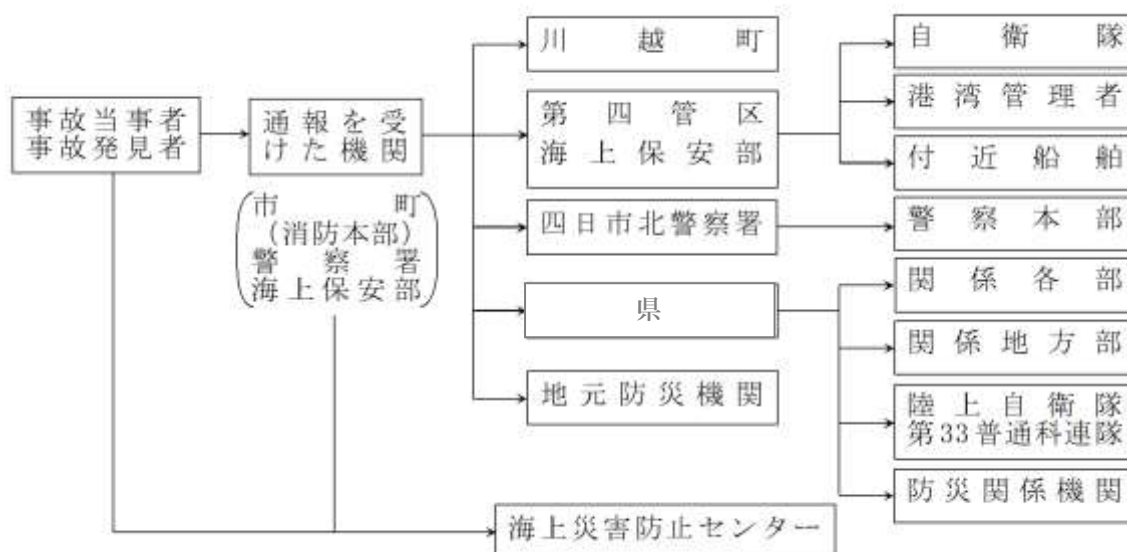 事故当事者
事故発見者
通報を受
けた機関
市町
(消防本部)
警察署
海上保安部
川越町
第四管区
海上保安部
四日市北警察署
県
地元防災機関
自衛隊
港湾管理者
付近船舶
警察本部
関係各部
関係地方部
陸上自衛隊
第33普通科連隊
防災関係機関
海上災害防止センター